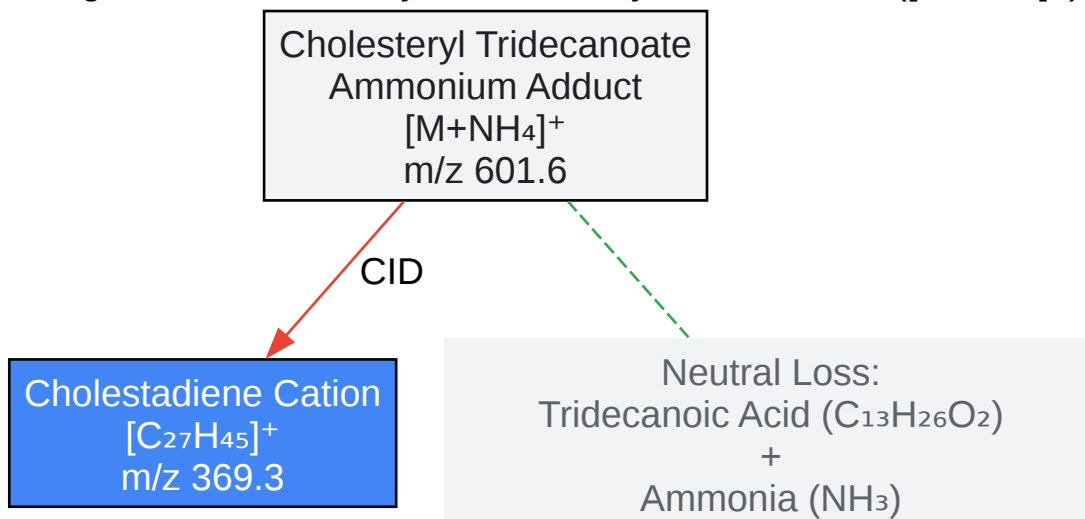 Cholesteryl Tridecanoate
Ammonium Adduct
[M+NH₄]⁺
m/z 601.6
CID
Cholestadiene Cation
[C₂₇H₄₅]⁺
m/z 369.3
Neutral Loss:
Tridecanoic Acid (C₁₃H₂₆O₂)
+
Ammonia (NH₃)